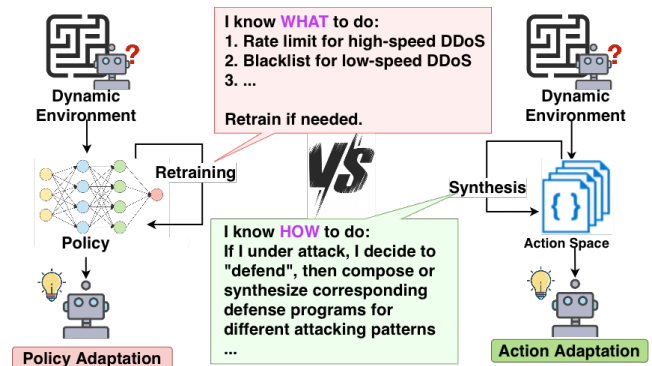 I know WHAT to do:
1. Rate limit for high-speed DDoS
2. Blacklist for low-speed DDoS
3. ...
Retrain if needed.
?
Dynamic
Environment
Retraining
Policy
Policy Adaptation
VS
I know HOW to do:
If I under attack, I decide to
"defend", then compose or
synthesize corresponding
defense programs for
different attacking patterns
...
?
Dynamic
Environment
Synthesis
{ }
Action Space
Action Adaptation